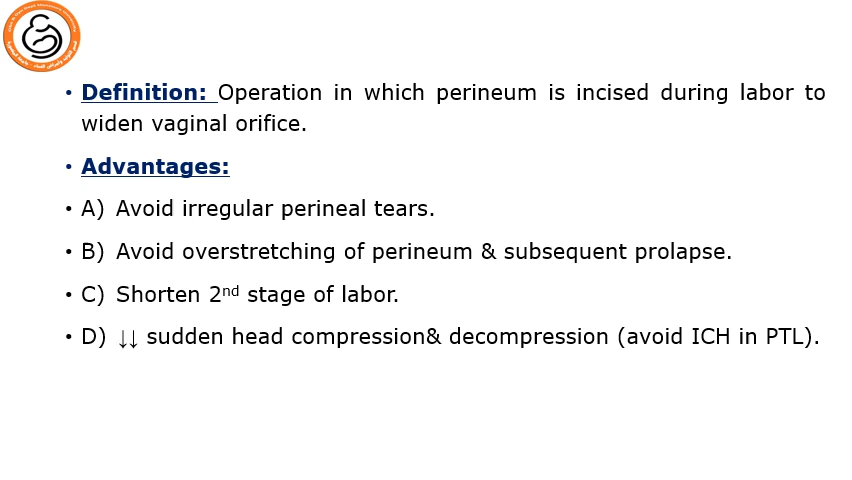 • Definition: Operation in which perineum is incised during labor to
widen vaginal orifice.
• Advantages:
• A) Avoid irregular perineal tears.
• B) Avoid overstretching of perineum & subsequent prolapse.
• C) Shorten 2nd stage of labor.
• D) ↓↓ sudden head compression& decompression (avoid ICH in PTL).